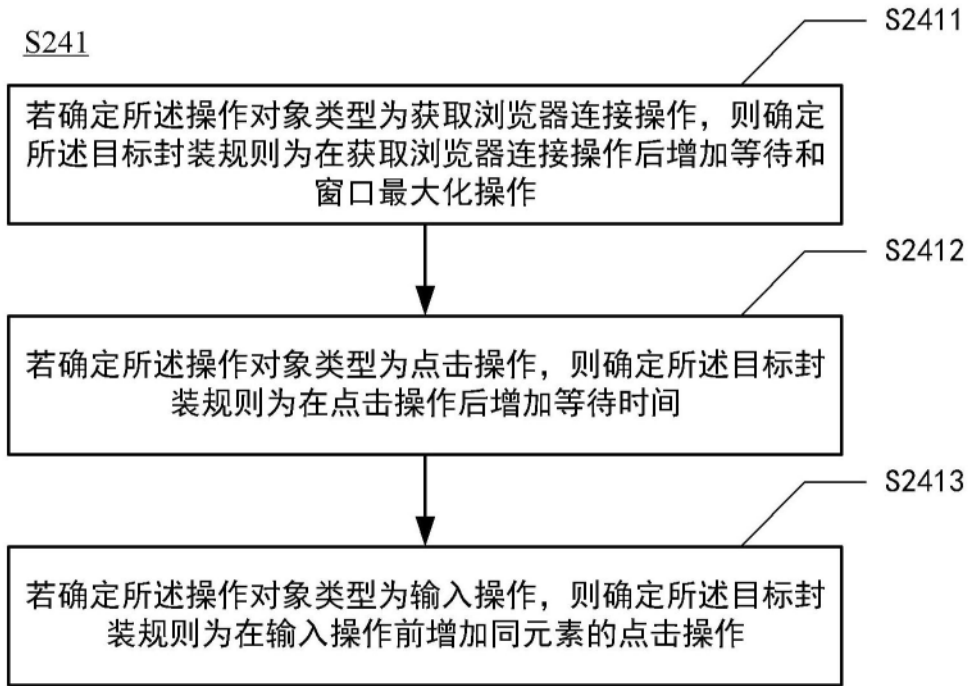 S241
S2411
若确定所述操作对象类型为获取浏览器连接操作，则确定
所述目标封装规则为在获取浏览器连接操作后增加等待和
窗口最大化操作
S2412
若确定所述操作对象类型为点击操作，则确定所述目标封
装规则为在点击操作后增加等待时间
S2413
若确定所述操作对象类型为输入操作，则确定所述目标封
装规则为在输入操作前增加同元素的点击操作